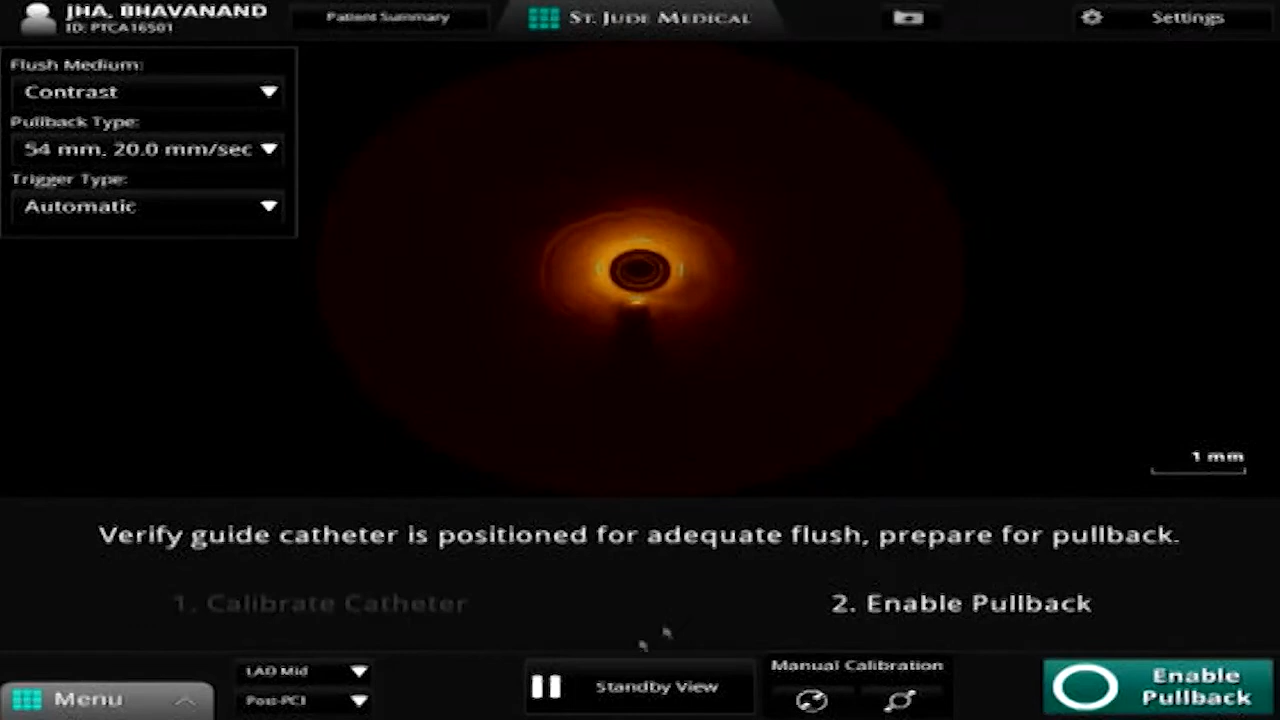 JHA, BHAVANAND
ID: PTCA16501
Patient Summary
ST. JUDE MEDICAL
Settings
Flush Medium:
Contrast
Pullback Type:
54 mm, 20.0 mm/sec
Trigger Type:
Automatic
1 mm
Verify guide catheter is positioned for adequate flush, prepare for pullback.
1. Calibrate Catheter
2. Enable Pullback
Menu
LAD Mid
Post-PCI
Standby View
Manual Calibration
Enable
Pullback